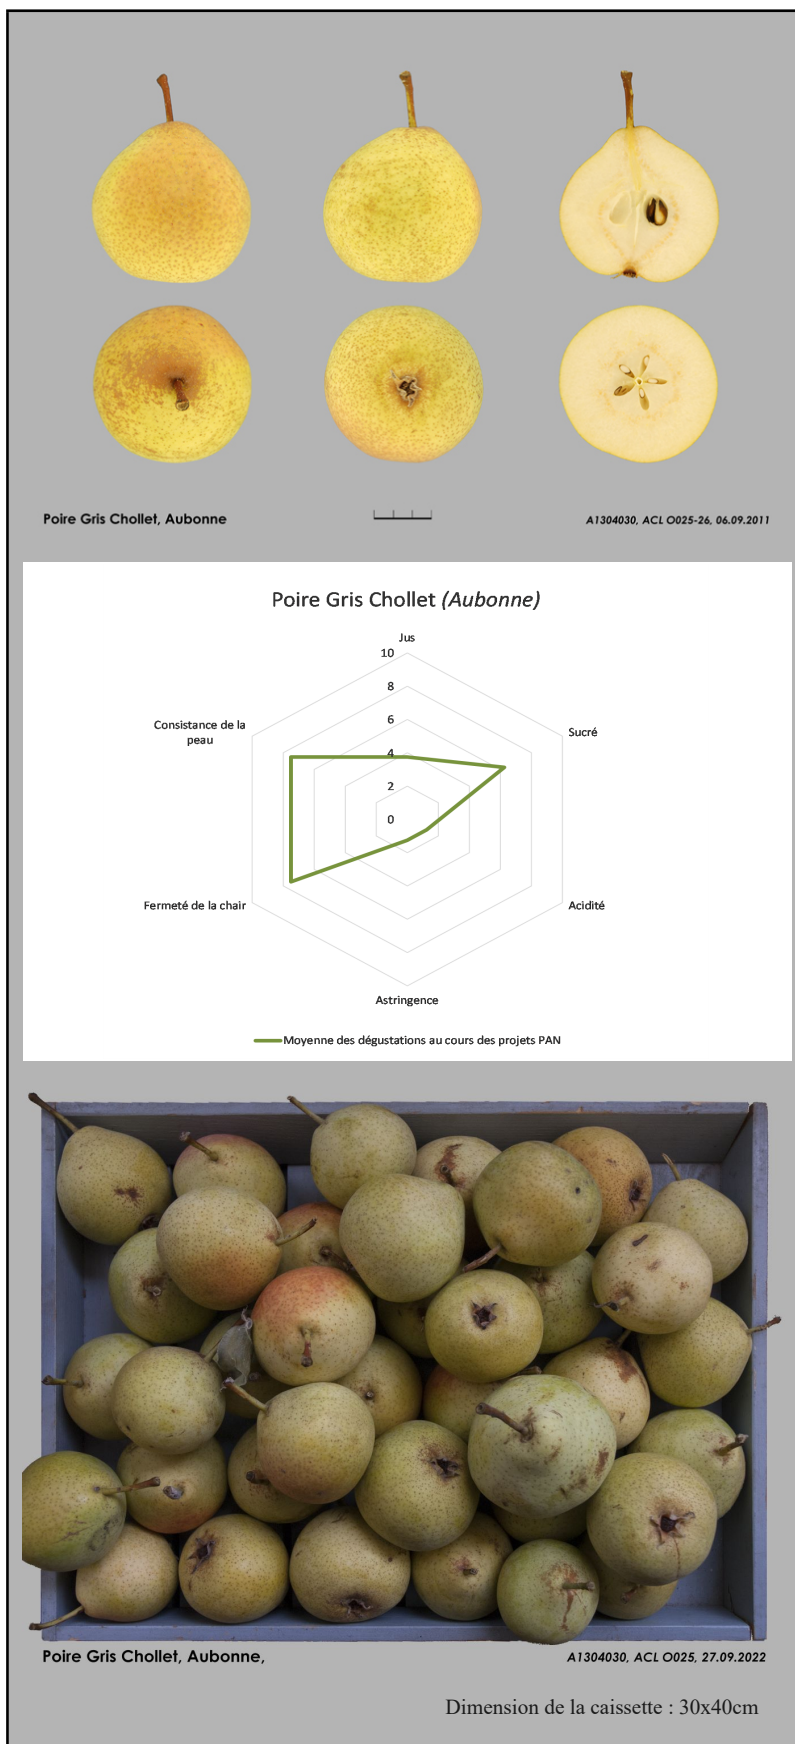 Poire Gris Chollet, Aubonne
A1304030, ACL O025-26, 06.09.2011
Poire Gris Chollet (Aubonne)
Jus
10
8
6
4
2
0
Sucré
Acidité
Astringence
Fermeté de la chair
Consistance de la
peau
Moyenne des dégustations au cours des projets PAN
Poire Gris Chollet, Aubonne,
A1304030, ACL O025, 27.09.2022
Dimension de la caissette : 30x40cm